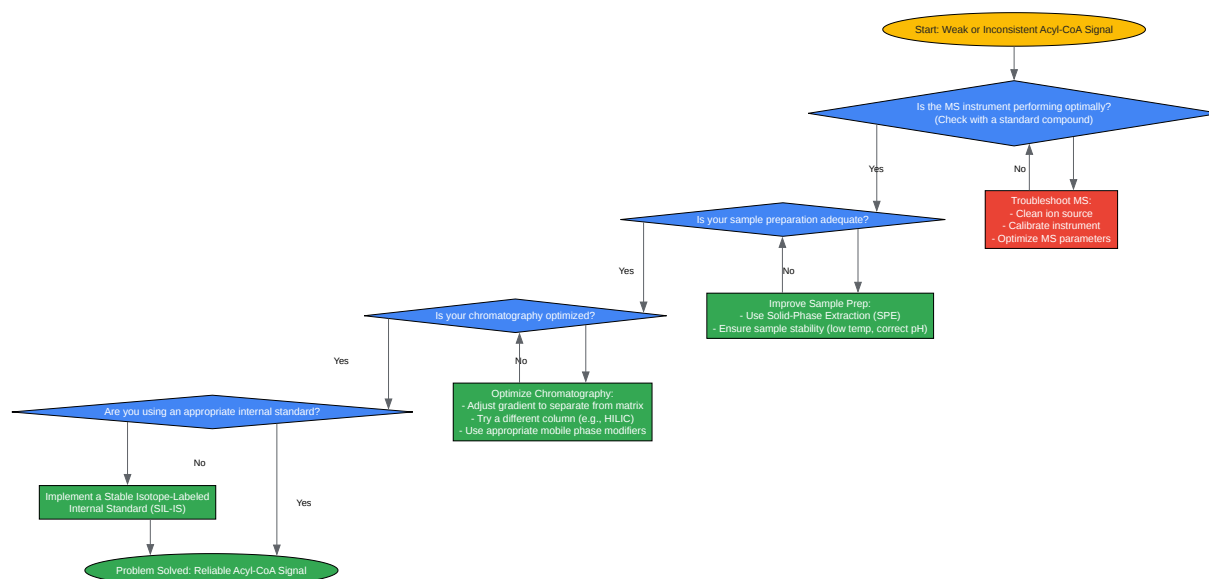 Start: Weak or Inconsistent Acyl-CoA Signal
Is the MS instrument performing optimally?
(Check with a standard compound)
Yes
No
Troubleshoot MS:
- Clean ion source
- Calibrate instrument
- Optimize MS parameters
Is your sample preparation adequate?
Yes
No
Improve Sample Prep:
- Use Solid-Phase Extraction (SPE)
- Ensure sample stability (low temp, correct pH)
Is your chromatography optimized?
Yes
No
Optimize Chromatography:
- Adjust gradient to separate from matrix
- Try a different column (e.g., HILIC)
- Use appropriate mobile phase modifiers
Are you using an appropriate internal standard?
No
Yes
Implement a Stable Isotope-Labeled
Internal Standard (SIL-IS)
Problem Solved: Reliable Acyl-CoA Signal